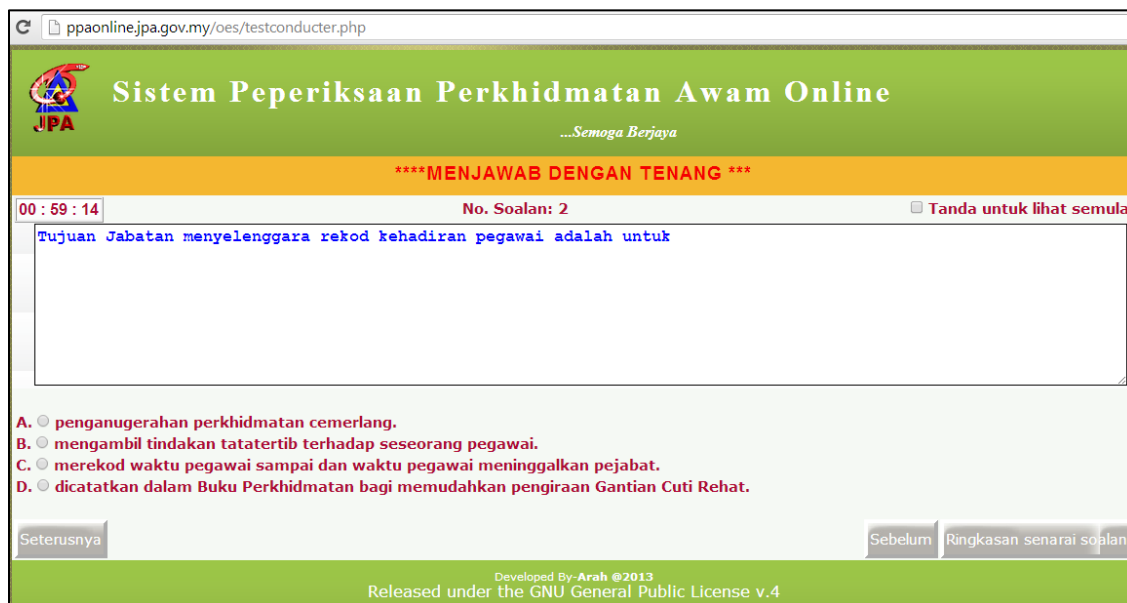 ppaonline.jpa.gov.my/oes/testconducter.php
Sistem Peperiksaan Perkhidmatan Awam Online
JPA
...Semoga Berjaya
****MENJAWAB DENGAN TENANG ***
00 : 59 : 14
No. Soalan: 2
Tanda untuk lihat semula
Tujuan Jabatan menyelenggara rekod kehadiran pegawai adalah untuk
A. penganugerahan perkhidmatan cemerlang.
B. mengambil tindakan tatatertib terhadap seseorang pegawai.
C. merekod waktu pegawai sampai dan waktu pegawai meninggalkan pejabat.
D. dicatatkan dalam Buku Perkhidmatan bagi memudahkan pengiraan Gantian Cuti Rehat.
Seterusnya
Sebelum
Ringkasan senarai soalan
Developed By-Arah @2013
Released under the GNU General Public License v.4